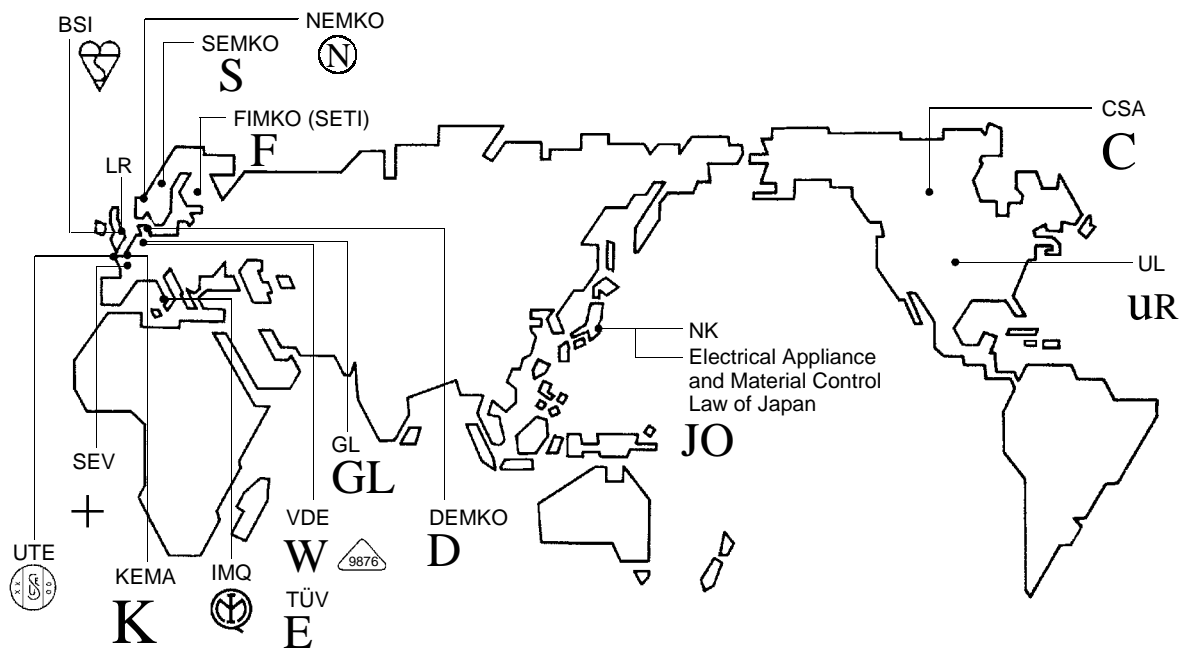 BSI
NEMKO
N
SEMKO
S
FIMKO (SETI)
F
LR
CSA
C
UL
UR
NK
Electrical Appliance
and Material Control
Law of Japan
JO
SEV
+
GL
GL
UTE
KEMA
K
IMQ
VDE
W
9876
TÜV
E
DEMKO
D